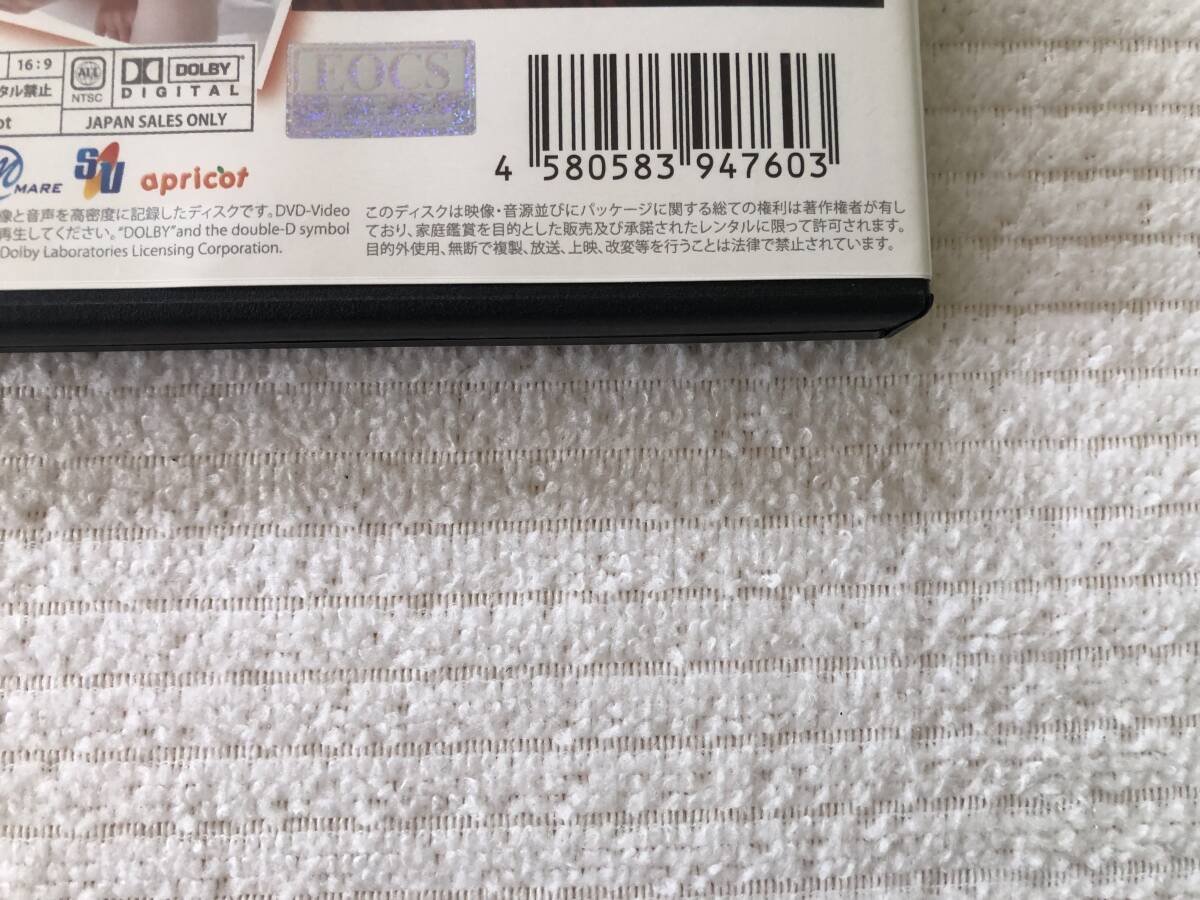 16:9
タル禁止
ALL
NTSC
DOLBY
DIGITAL
JAPAN SALES ONLY
EOCS
4 580583 947603
MARE
SU
apricot
像と音声を高密度に記録したディスクです。DVD-Video
再生してください。"DOLBY"and the double-D symbol
Dolby Laboratories Licensing Corporation.
このディスクは映像・音源並びにパッケージに関する総ての権利は著作権者が有し
ており、家庭鑑賞を目的とした販売及び承諾されたレンタルに限って許可されます。
目的外使用、無断で複製、放送、上映、改変等を行うことは法律で禁止されています。